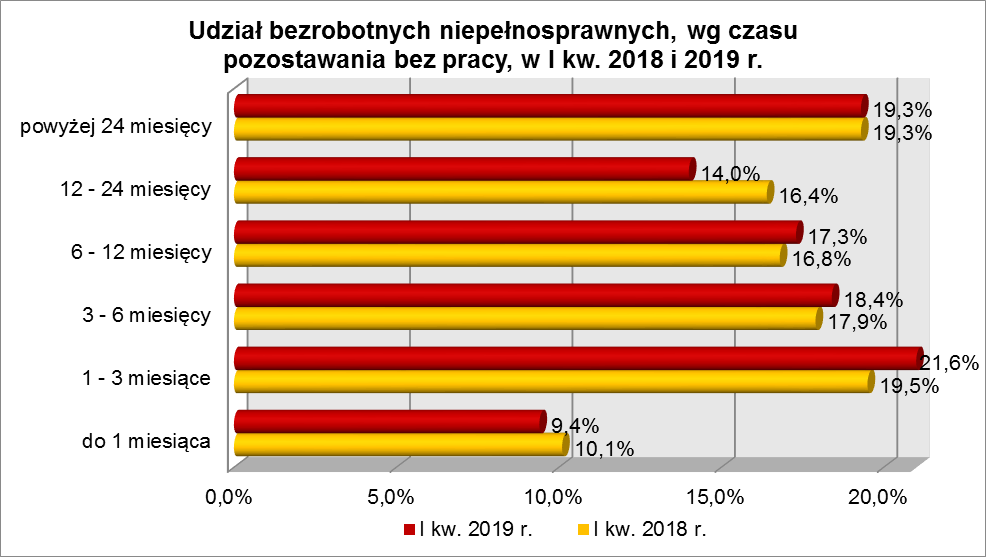 Udział bezrobotnych niepełnosprawnych, wg czasu
pozostawania bez pracy, w I kw. 2018 i 2019 r.
powyżej 24 miesięcy
19,3%
19,3%
12 - 24 miesięcy
14,0%
16,4%
6 - 12 miesięcy
17,3%
16,8%
3 - 6 miesięcy
18,4%
17,9%
1 - 3 miesiące
21,6%
19,5%
do 1 miesiąca
9,4%
10,1%
0,0% 5,0% 10,0% 15,0% 20,0%
I kw. 2019 r. I kw. 2018 r.